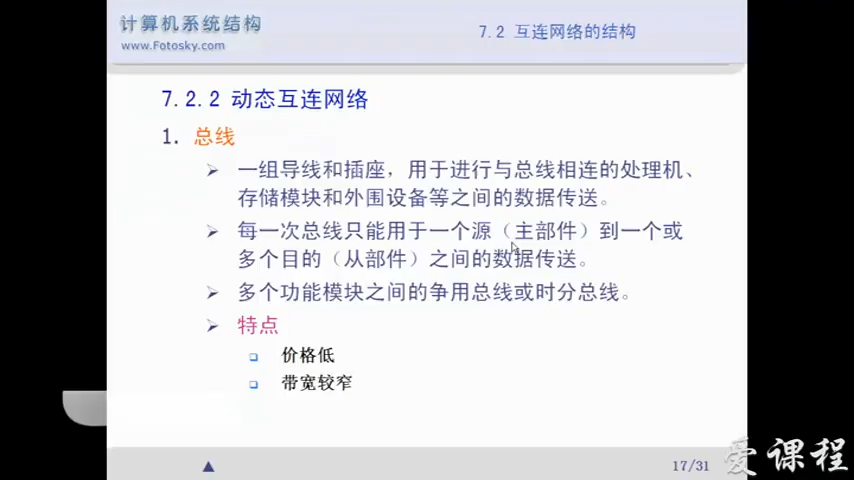 计算机系统结构
www.Fotosky.com
7.2 互连网络的结构
7.2.2 动态互连网络
1. 总线
一组导线和插座，用于进行与总线相连的处理机、
存储模块和外围设备等之间的数据传送。
每一次总线只能用于一个源（主部件）到一个或
多个目的（从部件）之间的数据传送。
多个功能模块之间的争用总线或时分总线。
特点
价格低
带宽较窄
17/31
爱课程